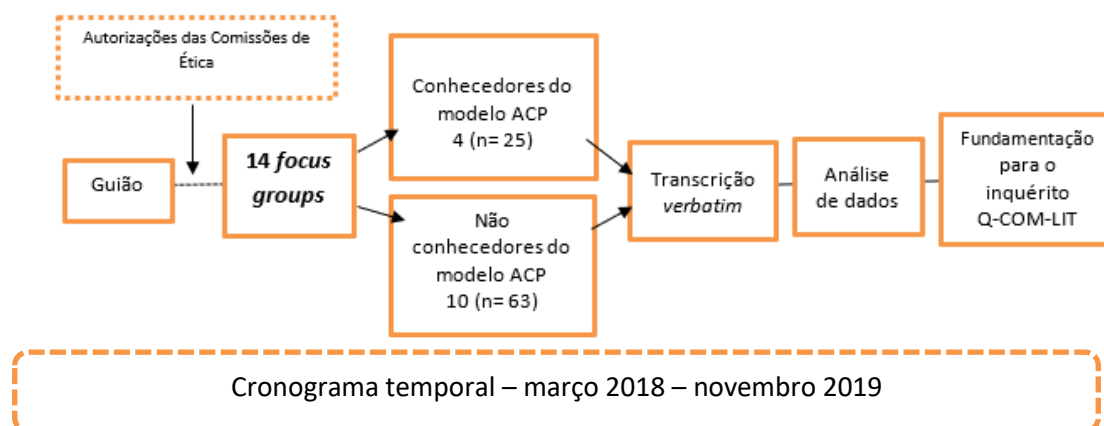 Autorizações das Comissões de
Ética
Guião
14 focus
groups
Conhecedores do
modelo ACP
4 (n= 25)
Não
conhecedores do
modelo ACP
10 (n= 63)
Transcrição
verbatim
Análise
de dados
Fundamentação
para o
inquérito
Q-COM-LIT
Cronograma temporal – março 2018 – novembro 2019